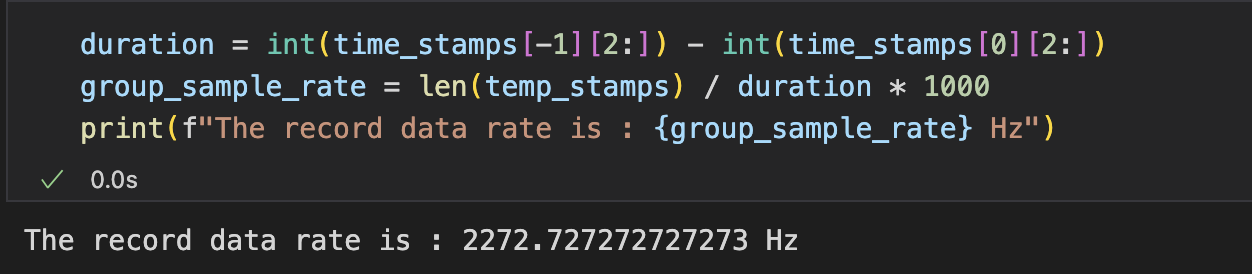 duration = int(time_stamps[-1][2:]) - int(time_stamps[0][2:])
group_sample_rate = len(temp_stamps) / duration * 1000
print(f"The record data rate is : {group_sample_rate} Hz")
0.0s
The record data rate is : 2272.727272727273 Hz